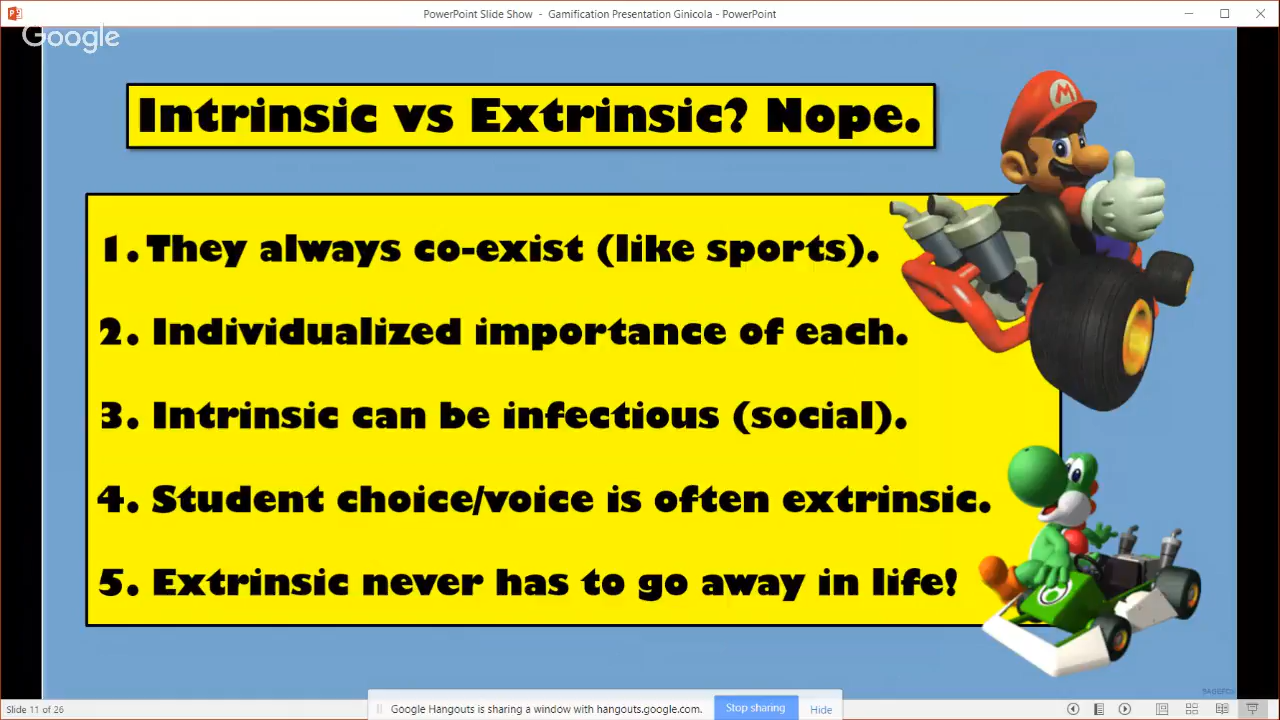 PowerPoint Slide Show - Gamification Presentation Ginicola - PowerPoint
Google
Intrinsic vs Extrinsic? Nope.
1. They always co-exist (like sports).
2. Individualized importance of each.
3. Intrinsic can be infectious (social).
4. Student choice/voice is often extrinsic.
5. Extrinsic never has to go away in life!
Slide 11 of 26
Google Hangouts is sharing a window with hangouts.google.com.
Stop sharing
Hide